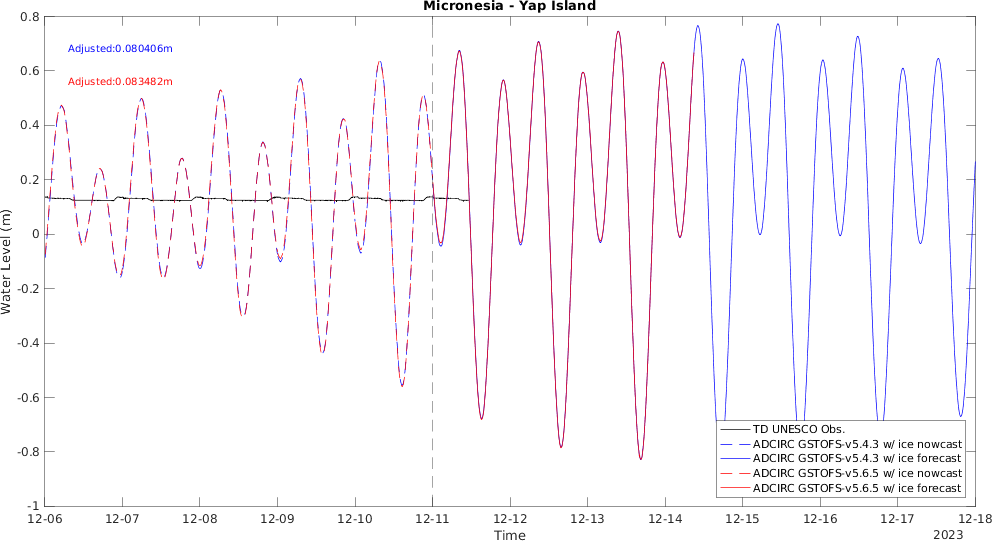 Micronesia - Yap Island
Adjusted:0.080406m
Adjusted:0.083482m
Water Level (m)
0.8
0.6
0.4
0.2
0
-0.2
-0.4
-0.6
-0.8
-1
TD UNESCO Obs.
ADCIRC GSTOFS-v5.4.3 w/ ice nowcast
ADCIRC GSTOFS-v5.4.3 w/ ice forecast
ADCIRC GSTOFS-v5.6.5 w/ ice nowcast
ADCIRC GSTOFS-v5.6.5 w/ ice forecast
12-06 12-07 12-08 12-09 12-10 12-11 12-12 12-13 12-14 12-15 12-16 12-17 12-18
Time
2023